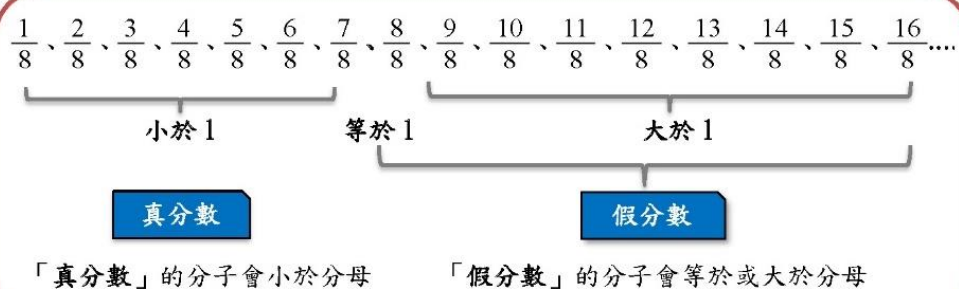 1/8、2/8、3/8、4/8、5/8、6/8、7/8、8/8、9/8、10/8、11/8、12/8、13/8、14/8、15/8、16/8....
小於 1 等於 1 大於 1
真分數 假分數
「真分數」的分子會小於分母 「假分數」的分子會等於或大於分母